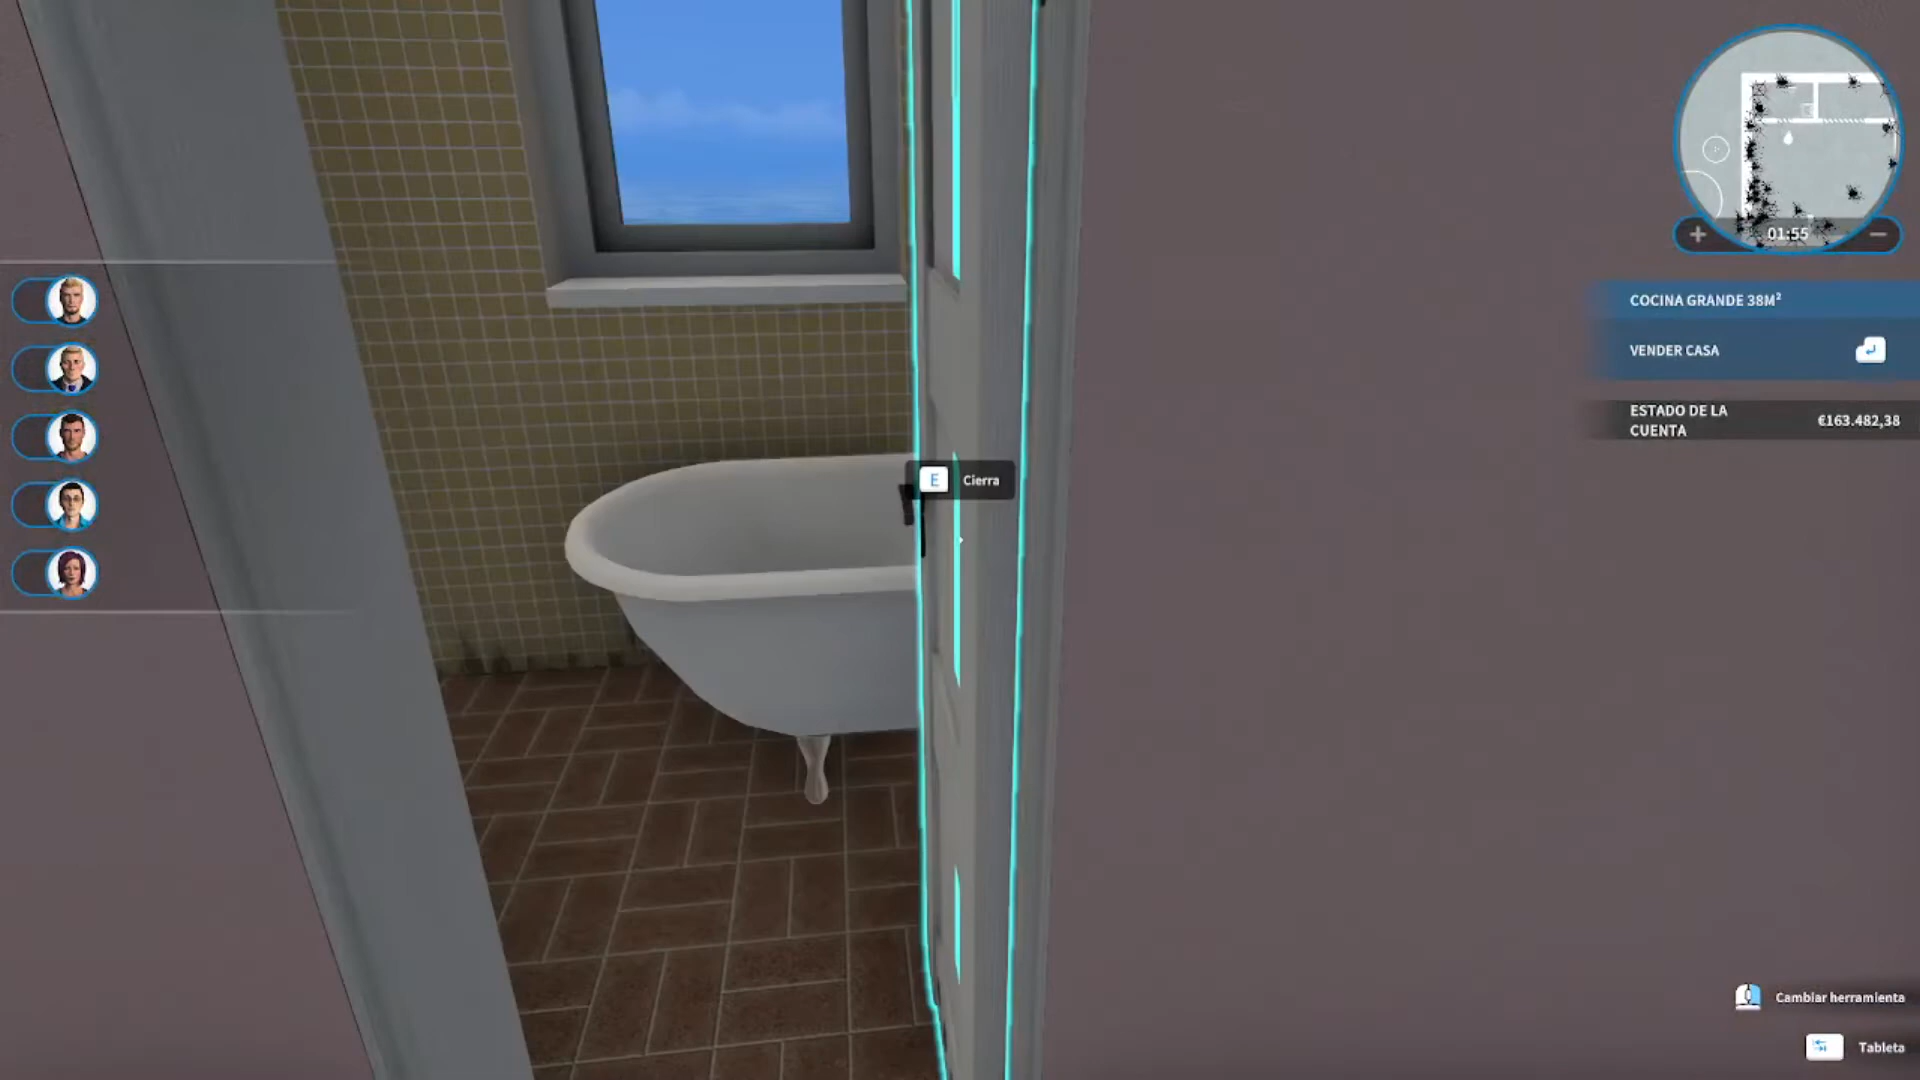 01:55
COCINA GRANDE 38M²
VENDER CASA
ESTADO DE LA
CUENTA
€163.482,38
E Cierra
Cambiar herramienta
Tableta